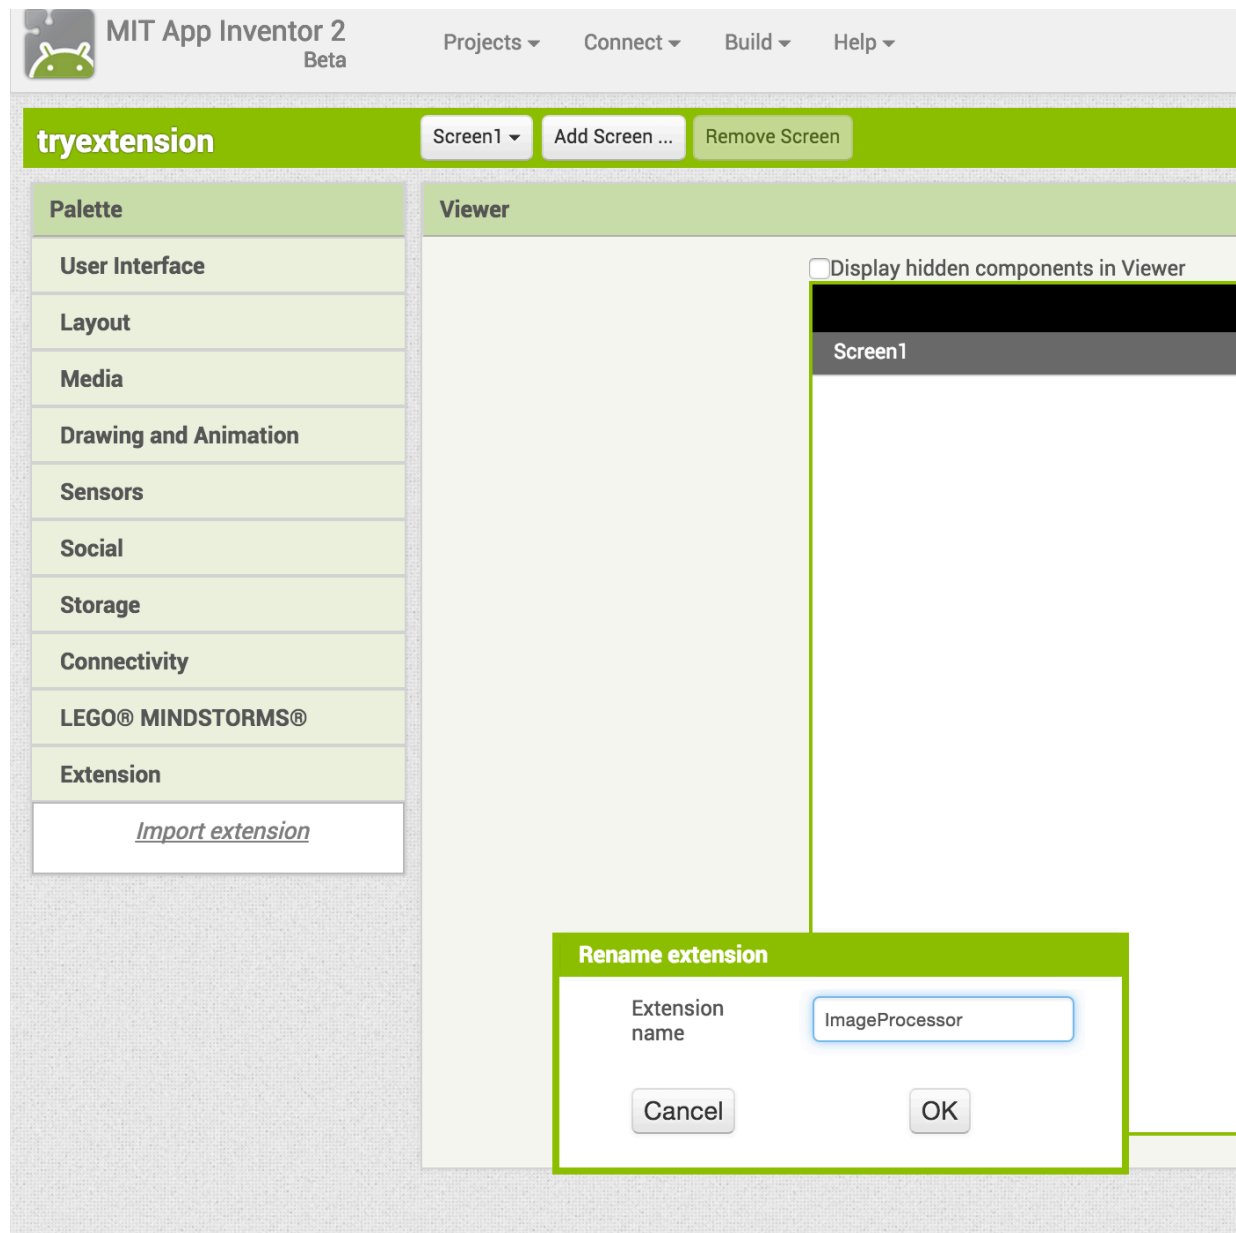 MIT App Inventor 2
Beta
Projects
Connect
Build
Help
tryextension
Screen1
Add Screen ...
Remove Screen
Palette
Viewer
User Interface
Display hidden components in Viewer
Layout
Screen1
Media
Drawing and Animation
Sensors
Social
Storage
Connectivity
LEGO® MINDSTORMS®
Extension
Import extension
Rename extension
Extension
name
ImageProcessor
Cancel
OK